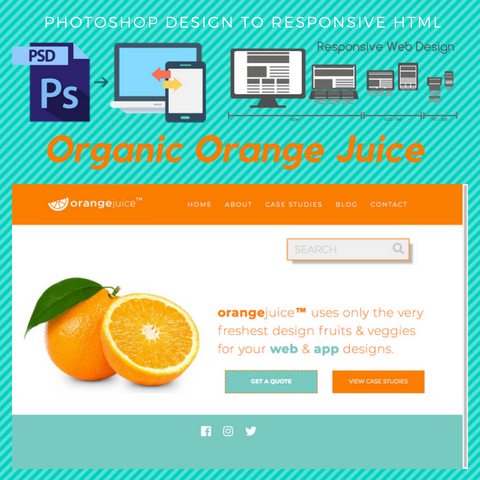 PHOTOSHOP DESIGN TO RESPONSIVE HTML
PSD
Ps
Responsive Web Design
Organic Orange Juice
orangejuice™
HOME ABOUT CASE STUDIES BLOG CONTACT
SEARCH
orangejuice™ uses only the very
freshest design fruits & veggies
for your web & app designs.
GET A QUOTE
VIEW CASE STUDIES